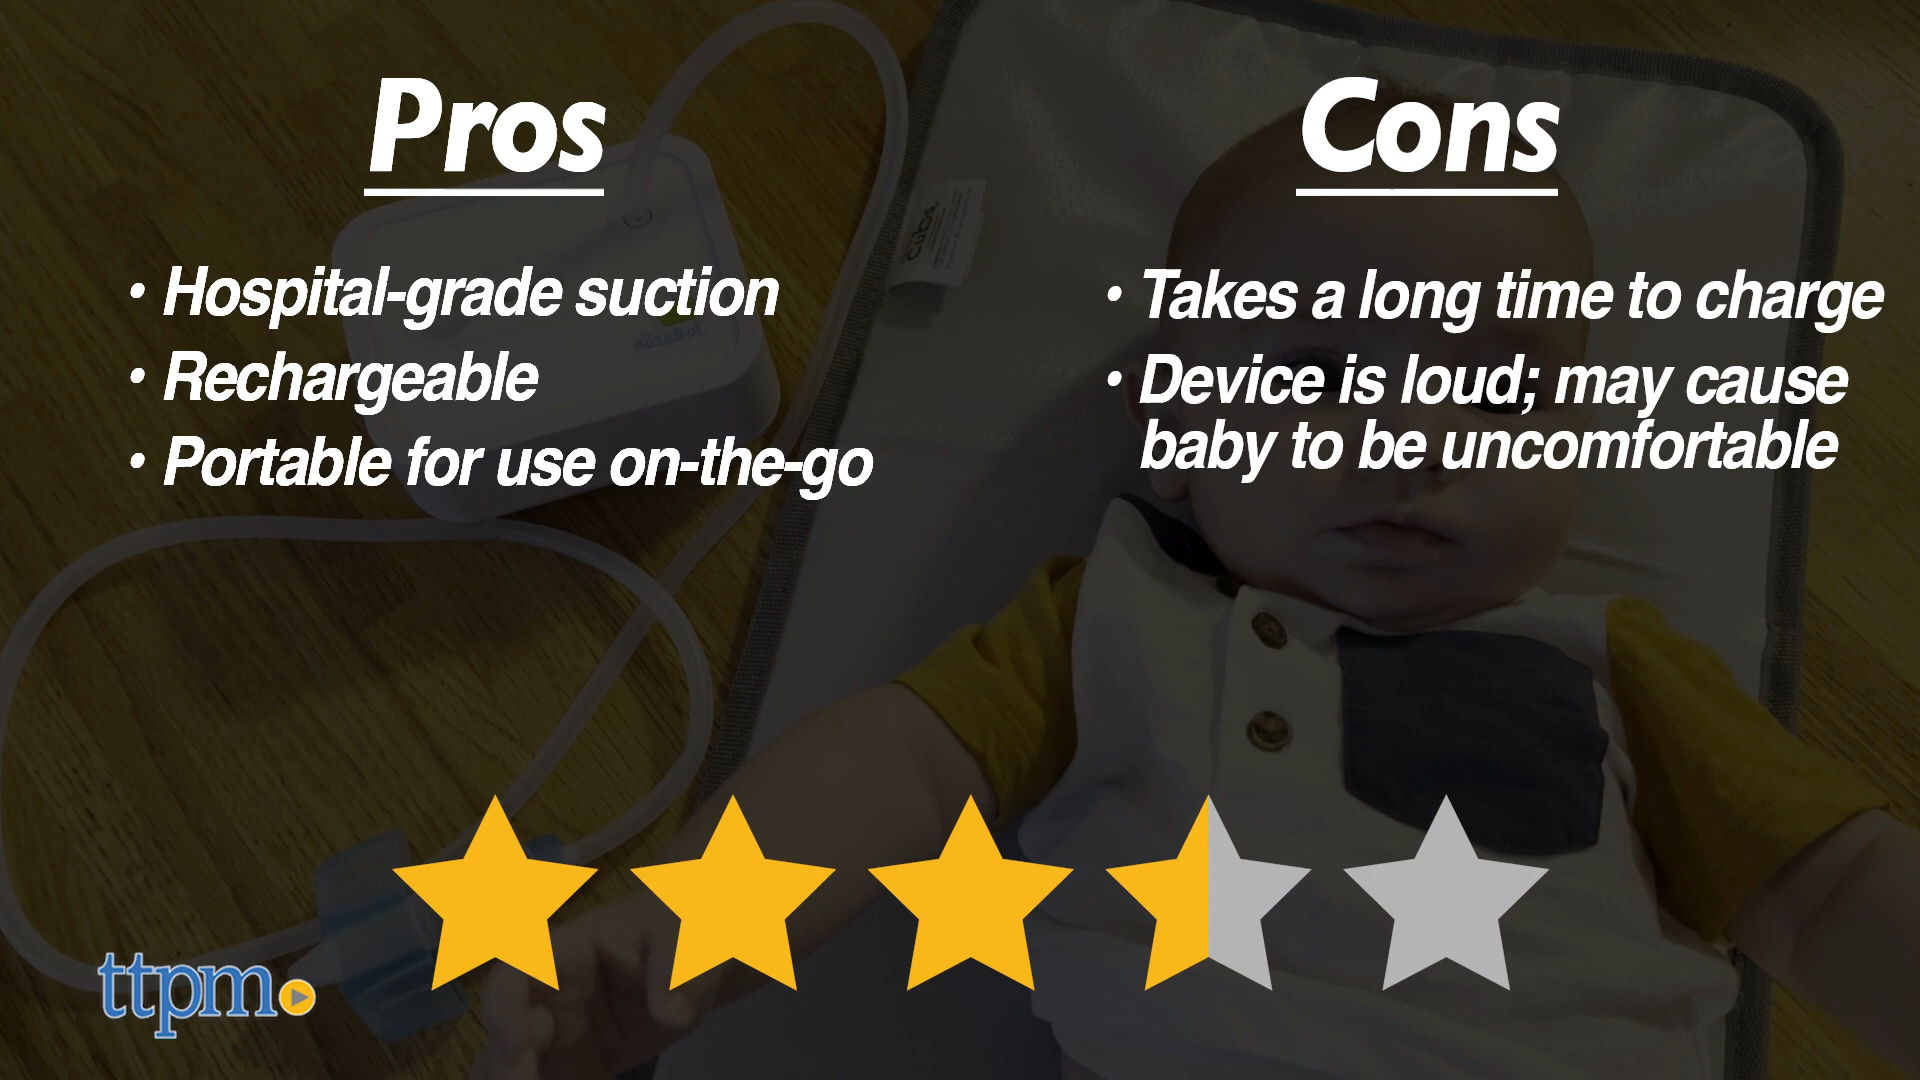 Pros
• Hospital-grade suction
• Rechargeable
• Portable for use on-the-go
Cons
• Takes a long time to charge
• Device is loud; may cause
baby to be uncomfortable
cubs
ttpm